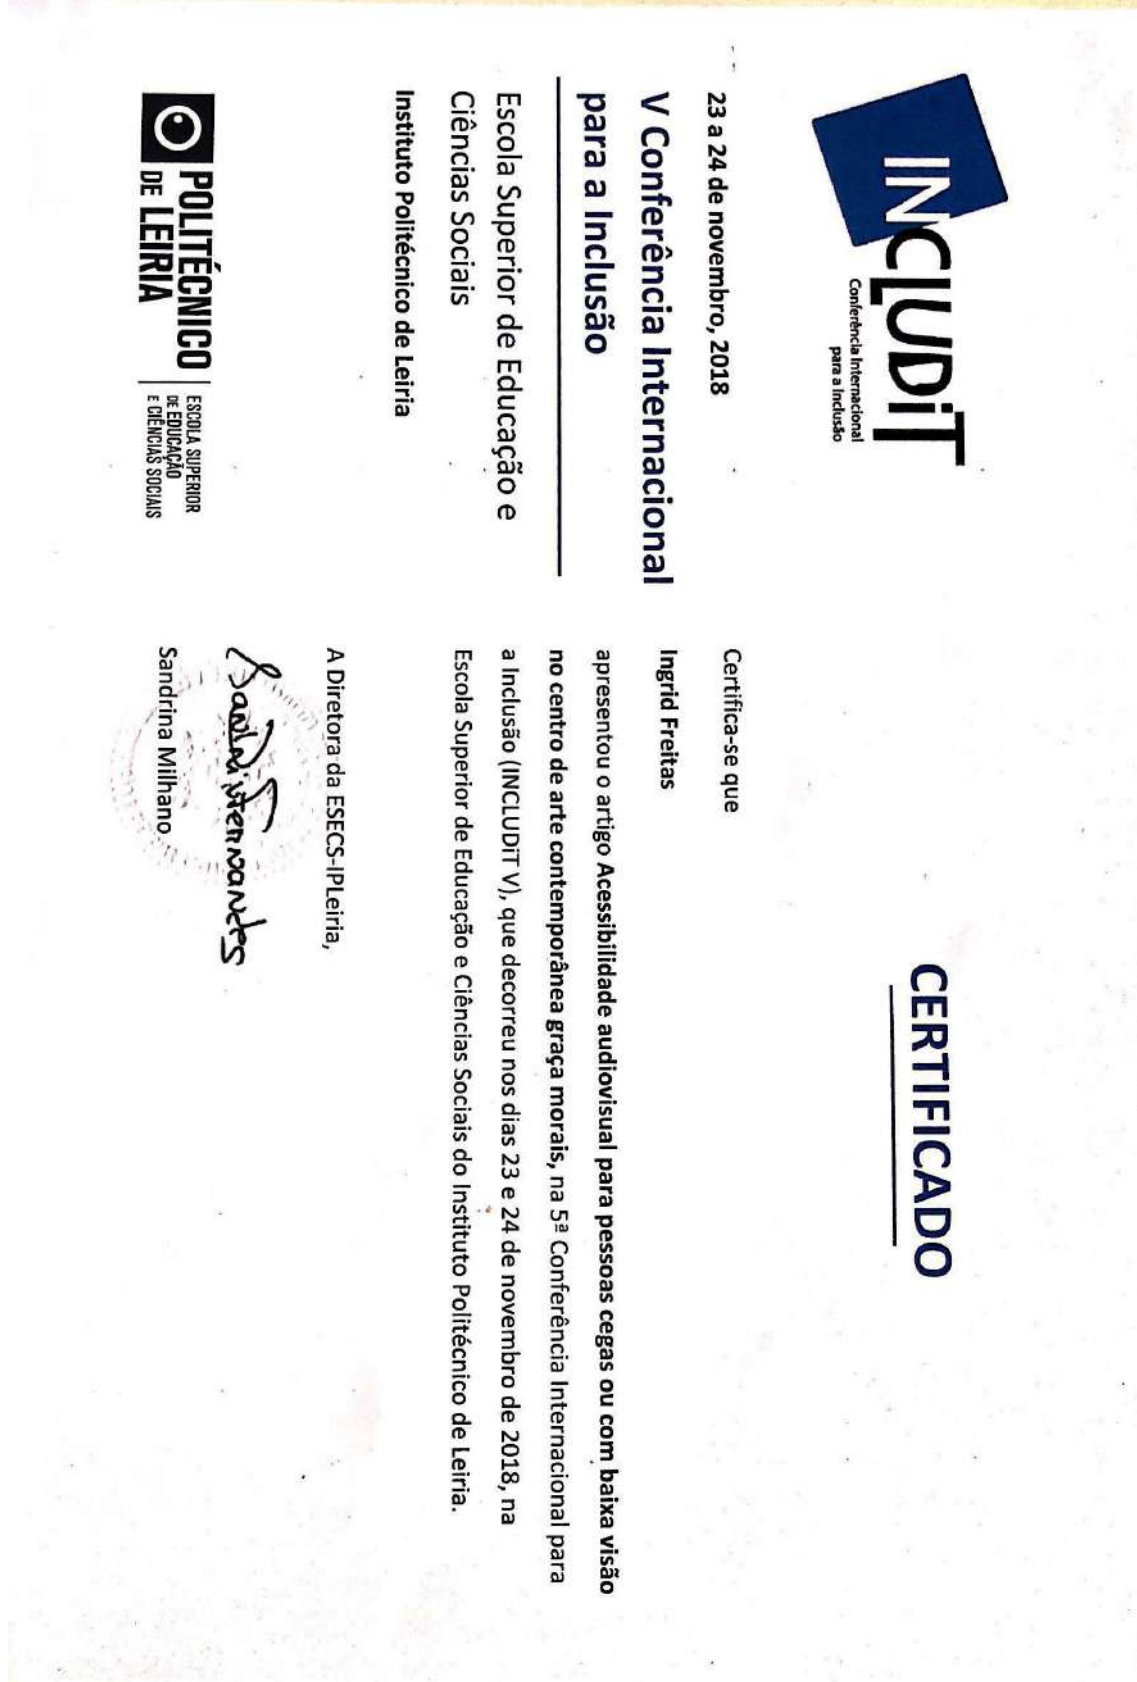 INCLUDiT
Conferência Internacional
para a Inclusão
23 a 24 de novembro, 2018
V Conferência Internacional
para a Inclusão
Escola Superior de Educação e
Ciências Sociais
Instituto Politécnico de Leiria
POLITÉCNICO
DE LEIRIA
ESCOLA SUPERIOR
DE EDUCAÇÃO
E CIÊNCIAS SOCIAIS
CERTIFICADO
Certifica-se que
Ingrid Freitas
apresentou o artigo Acessibilidade audiovisual para pessoas cegas ou com baixa visão
no centro de arte contemporânea graça morais, na 5ª Conferência Internacional para
a Inclusão (INCLUDiT V), que decorreu nos dias 23 e 24 de novembro de 2018, na
Escola Superior de Educação e Ciências Sociais do Instituto Politécnico de Leiria.
A Diretora da ESECS-IPLeiria,
Sandrina Milhano